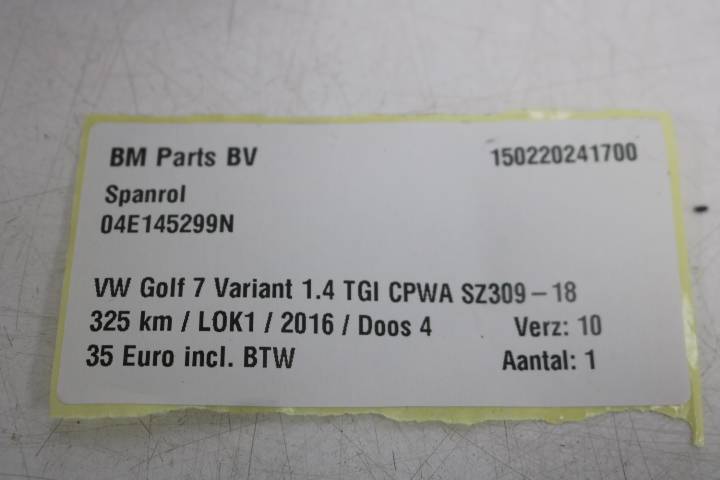 BM Parts BV 150220241700
Spanrol
04E145299N
VW Golf 7 Variant 1.4 TGI CPWA SZ309-18
325 km / LOK1 / 2016 / Doos 4 Verz: 10
35 Euro incl. BTW Aantal: 1